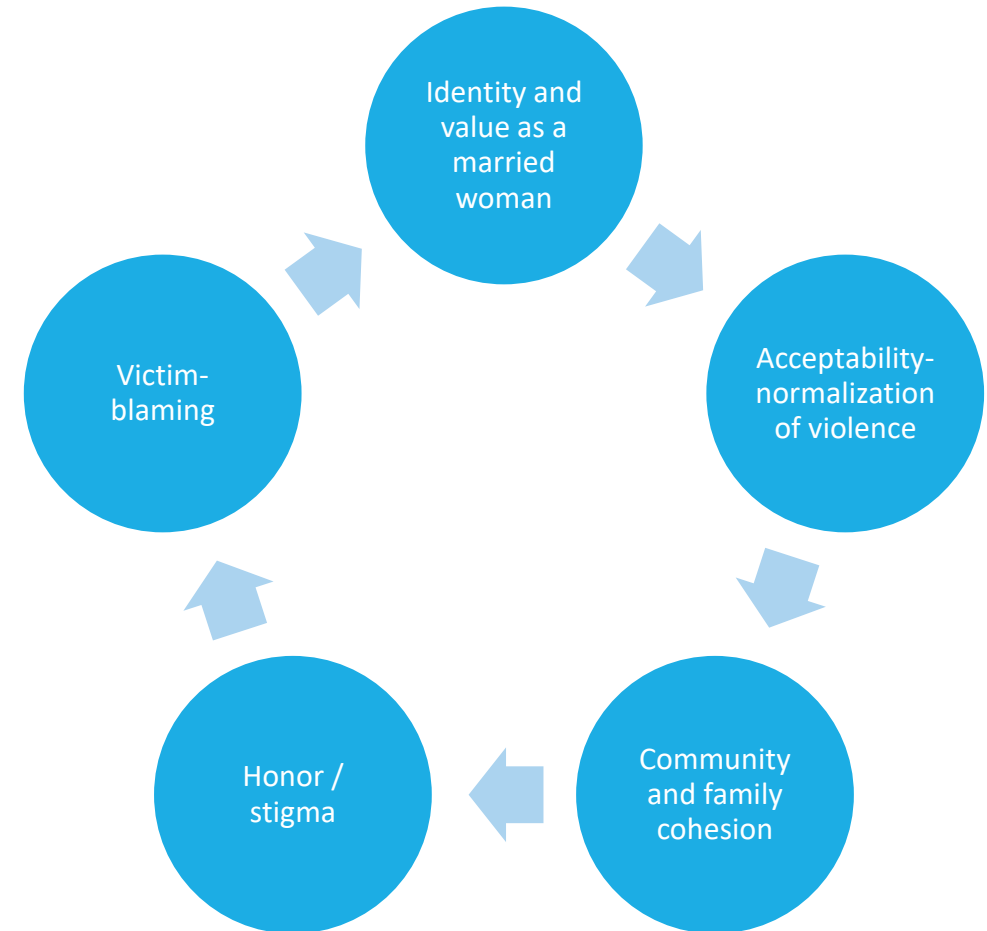 Identity and
value as a
married
woman
Acceptability-
normalization
of violence
Community
and family
cohesion
Honor /
stigma
Victim-
blaming